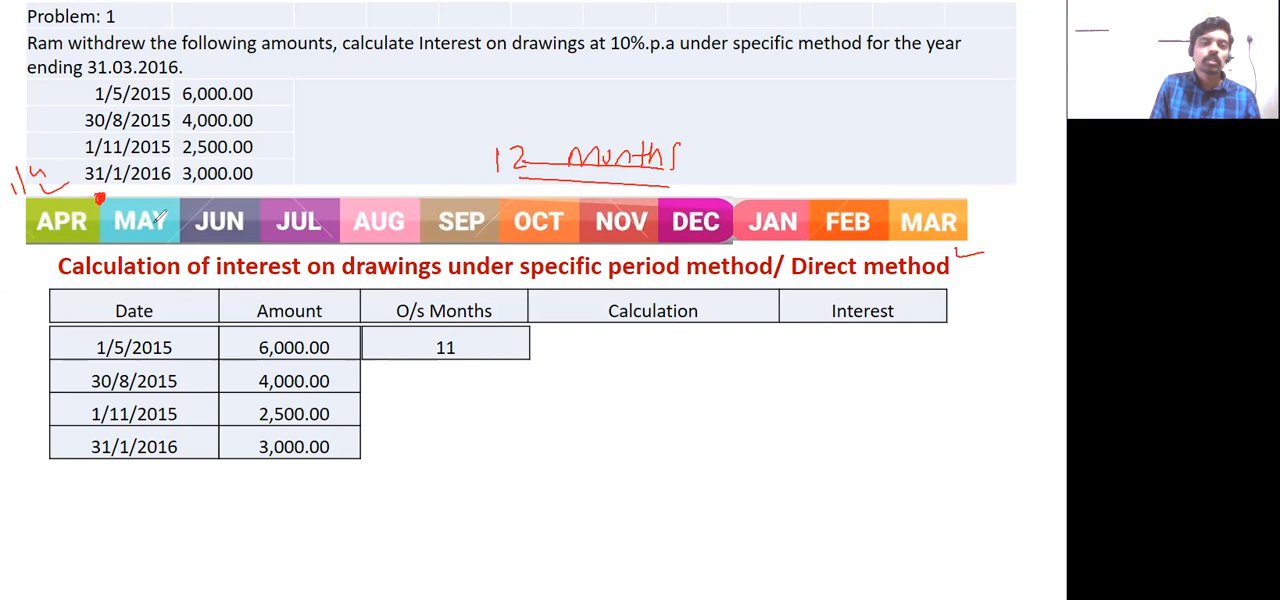 Problem: 1
Ram withdrew the following amounts, calculate Interest on drawings at 10%.p.a under specific method for the year
ending 31.03.2016.
1/5/2015 6,000.00
30/8/2015 4,000.00
1/11/2015 2,500.00
31/1/2016 3,000.00
12 Months
1/4
APR MAY JUN JUL AUG SEP OCT NOV DEC JAN FEB MAR
Calculation of interest on drawings under specific period method/ Direct method
Date Amount O/s Months Calculation Interest
1/5/2015 6,000.00 11
30/8/2015 4,000.00
1/11/2015 2,500.00
31/1/2016 3,000.00